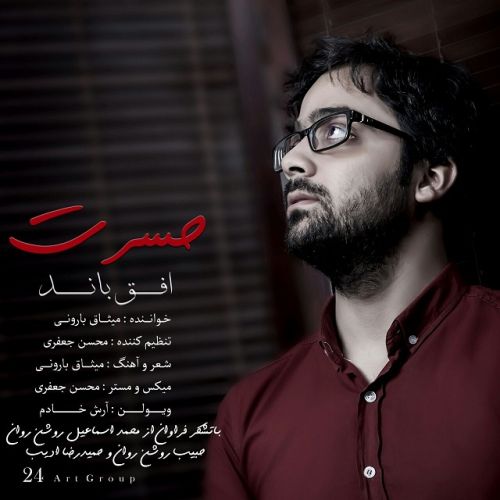 حسرت
افق باند
خواننده : میثاق بارونی
تنظیم کننده : محسن جعفری
شعر و آهنگ : میثاق بارونی
میکس و مستر : محسن جعفری
ویولن : آرش خادم
باتشکر فراوان از محمد اسماعیل روشن روان
حبیب روشن روان و حمیدرضا ادیب
24 Art Group